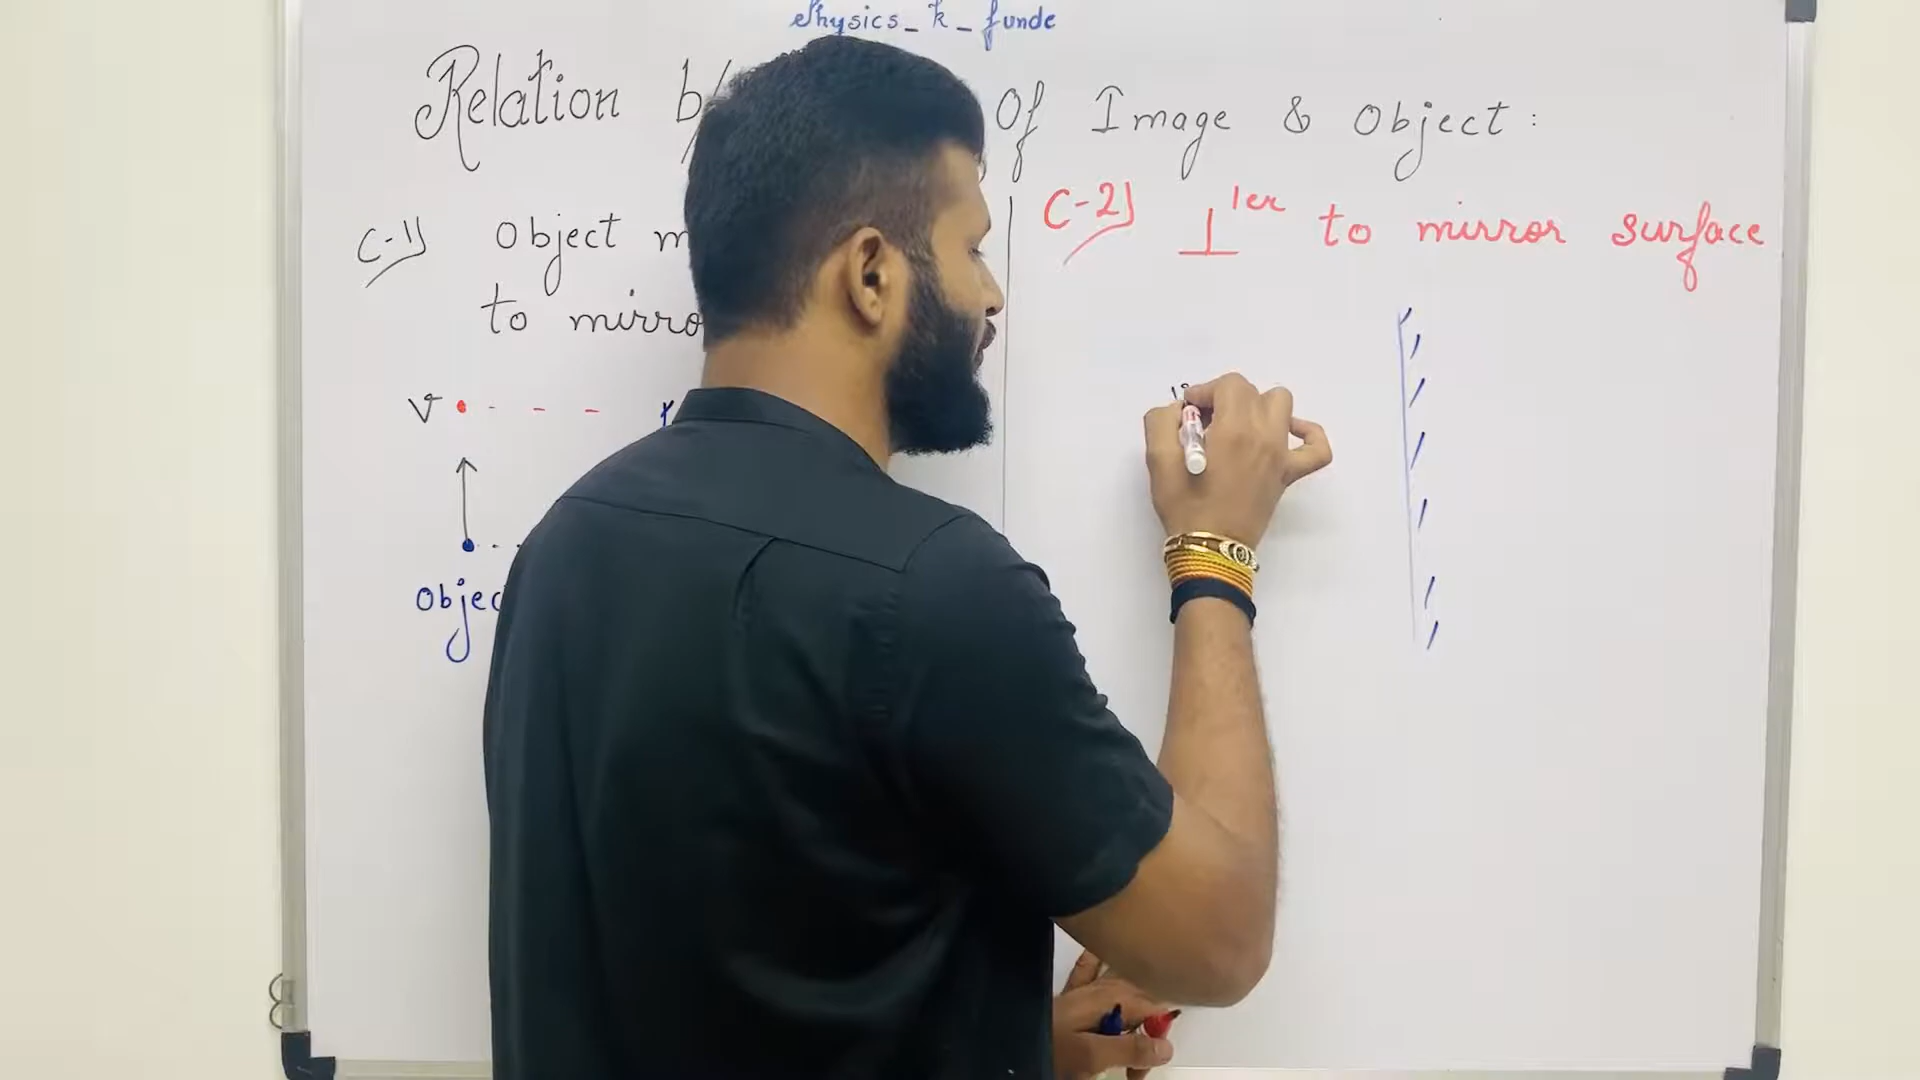 Physics_k_funde
Relation b/ Of Image & Object:
C-1) Object m
to mirro
V
Objec
C-2) ⊥ler to mirror surface